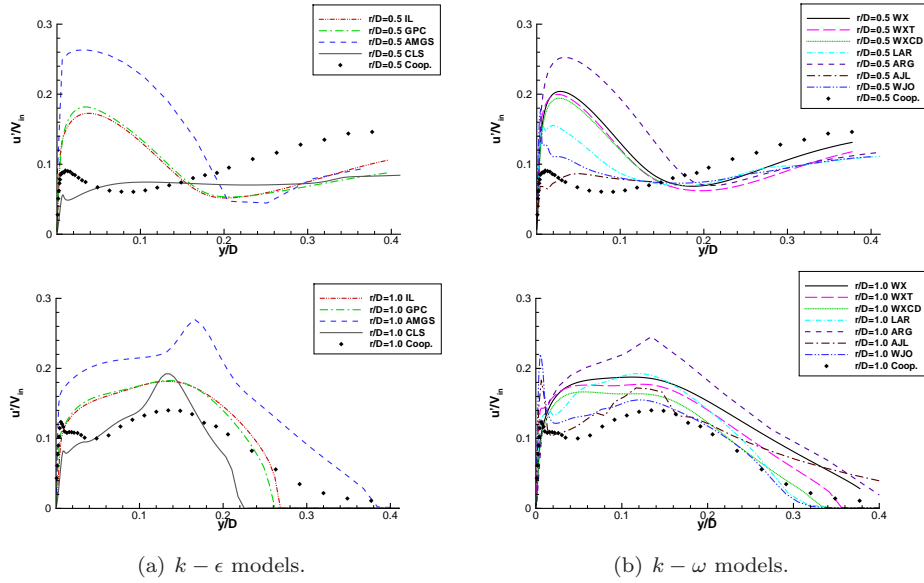 r/D=0.5 IL
r/D=0.5 GPC
r/D=0.5 AMGS
r/D=0.5 CLS
r/D=0.5 Coop.
0.3
0.2
0.1
0
u'/V_in
0.1
0.2
0.3
0.4
y/D
r/D=0.5 WX
r/D=0.5 WXT
r/D=0.5 WXCD
r/D=0.5 LAR
r/D=0.5 ARG
r/D=0.5 AJL
r/D=0.5 WJO
r/D=0.5 Coop.
0.3
0.2
0.1
0
u'/V_in
0.1
0.2
0.3
0.4
y/D
r/D=1.0 IL
r/D=1.0 GPC
r/D=1.0 AMGS
r/D=1.0 CLS
r/D=1.0 Coop.
0.3
0.2
0.1
0
u'/V_in
0.1
0.2
0.3
0.4
y/D
r/D=1.0 WX
r/D=1.0 WXT
r/D=1.0 WXCD
r/D=1.0 LAR
r/D=1.0 ARG
r/D=1.0 AJL
r/D=1.0 WJO
r/D=1.0 Coop.
0.3
0.2
0.1
0
u'/V_in
0
0.1
0.2
0.3
0.4
y/D
(a) k − ϵ models.
(b) k − ω models.